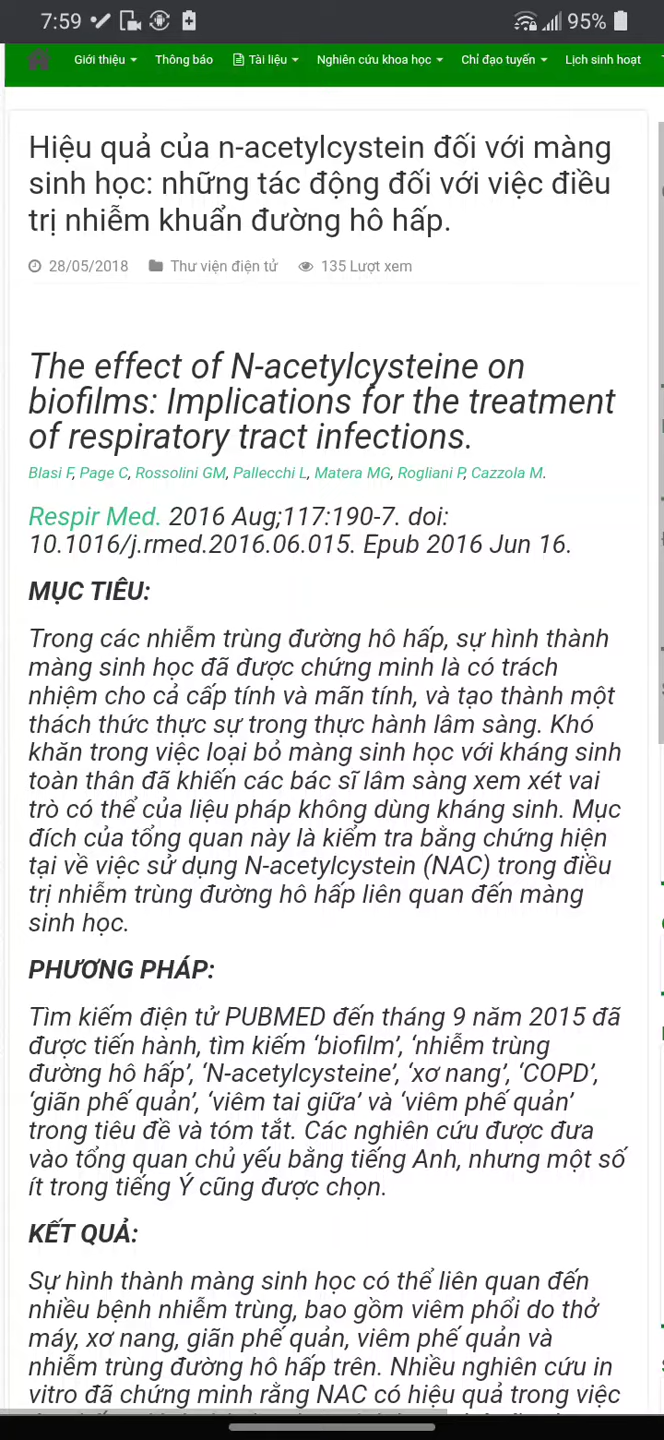 7:59
95%
Giới thiệu Thông báo Tài liệu Nghiên cứu khoa học Chỉ đạo tuyến Lịch sinh hoạt
Hiệu quả của n-acetylcystein đối với màng
sinh học: những tác động đối với việc điều
trị nhiễm khuẩn đường hô hấp.
28/05/2018 Thư viện điện tử 135 Lượt xem
The effect of N-acetylcysteine on
biofilms: Implications for the treatment
of respiratory tract infections.
Blasi F, Page C, Rossolini GM, Pallecchi L, Matera MG, Rogliani P, Cazzola M.
Respir Med. 2016 Aug;117:190-7. doi:
10.1016/j.rmed.2016.06.015. Epub 2016 Jun 16.
MỤC TIÊU:
Trong các nhiễm trùng đường hô hấp, sự hình thành
màng sinh học đã được chứng minh là có trách
nhiệm cho cả cấp tính và mãn tính, và tạo thành một
thách thức thực sự trong thực hành lâm sàng. Khó
khăn trong việc loại bỏ màng sinh học với kháng sinh
toàn thân đã khiến các bác sĩ lâm sàng xem xét vai
trò có thể của liệu pháp không dùng kháng sinh. Mục
đích của tổng quan này là kiểm tra bằng chứng hiện
tại về việc sử dụng N-acetylcystein (NAC) trong điều
trị nhiễm trùng đường hô hấp liên quan đến màng
sinh học.
PHƯƠNG PHÁP:
Tìm kiếm điện tử PUBMED đến tháng 9 năm 2015 đã
được tiến hành, tìm kiếm ‘biofilm’, ‘nhiễm trùng
đường hô hấp’, ‘N-acetylcysteine’, ‘xơ nang’, ‘COPD’,
‘giãn phế quản’, ‘viêm tai giữa’ và ‘viêm phế quản’
trong tiêu đề và tóm tắt. Các nghiên cứu được đưa
vào tổng quan chủ yếu bằng tiếng Anh, nhưng một số
ít trong tiếng Ý cũng được chọn.
KẾT QUẢ:
Sự hình thành màng sinh học có thể liên quan đến
nhiều bệnh nhiễm trùng, bao gồm viêm phổi do thở
máy, xơ nang, giãn phế quản, viêm phế quản và
nhiễm trùng đường hô hấp trên. Nhiều nghiên cứu in
vitro đã chứng minh rằng NAC có hiệu quả trong việc